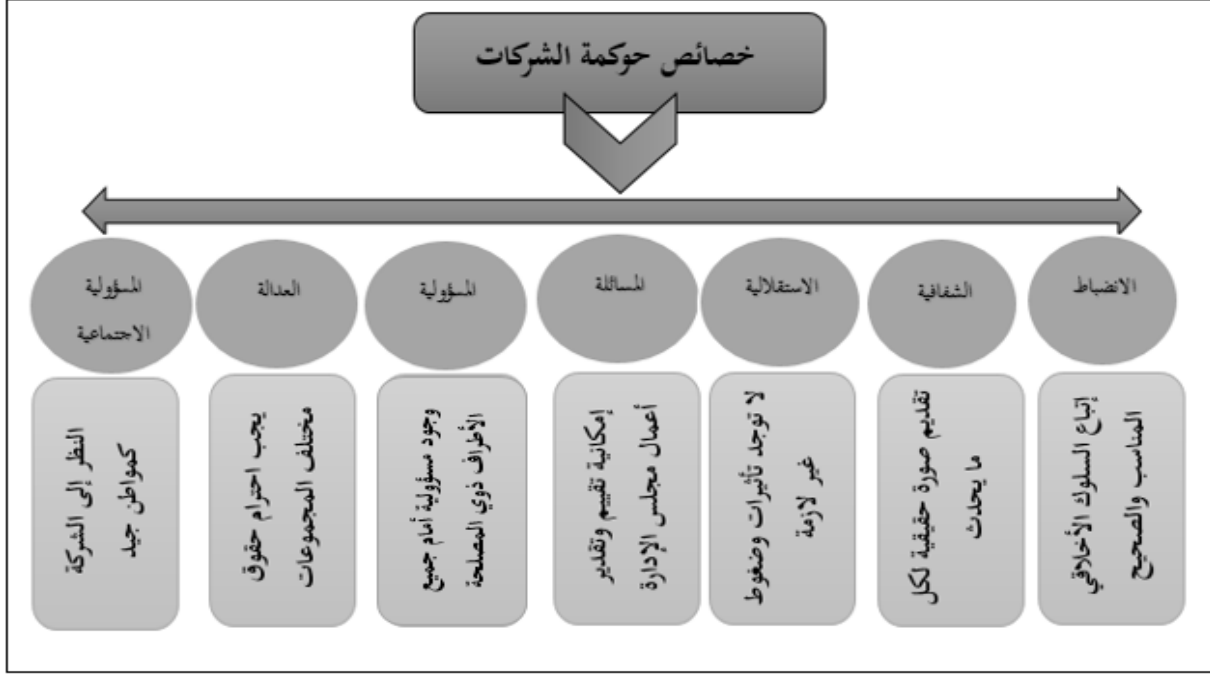 خصائص حوكمة الشركات
الانضباط
الشفافية
الاستقلالية
المسائلة
المسؤولية
العدالة
المسؤولية
الاجتماعية
إتباع السلوك الأخلاقي
المناسب والصحيح
تقديم صورة حقيقية لكل
ما يحدث
لا توجد تأثيرات وضغوط
غير لازمة
إمكانية تقييم وتقدير
أعمال مجلس الإدارة
وجود مسؤولية أمام جميع
الأطراف ذوي المصلحة
يجب احترام حقوق
مختلف المجموعات
النظر إلى الشركة
كمواطن جيد